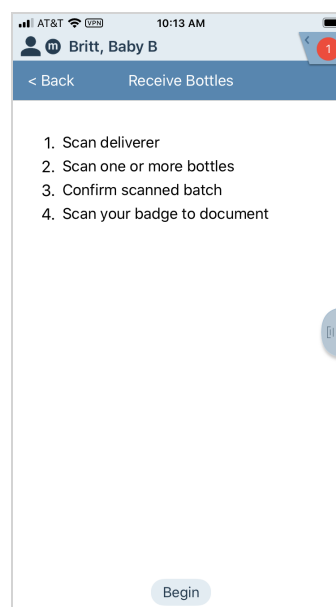 AT&T VPN 10:13 AM
m Britt, Baby B
1
< Back Receive Bottles
1. Scan deliverer
2. Scan one or more bottles
3. Confirm scanned batch
4. Scan your badge to document
Begin